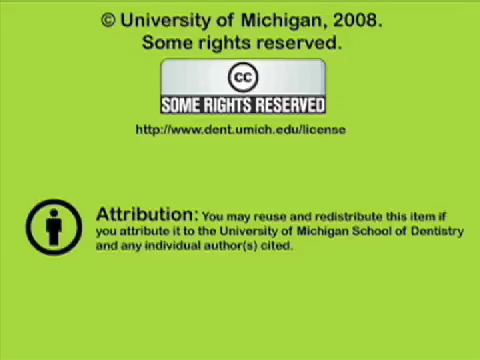 © University of Michigan, 2008.
Some rights reserved.
cc
SOME RIGHTS RESERVED
http://www.dent.umich.edu/license
Attribution: You may reuse and redistribute this item if
you attribute it to the University of Michigan School of Dentistry
and any individual author(s) cited.